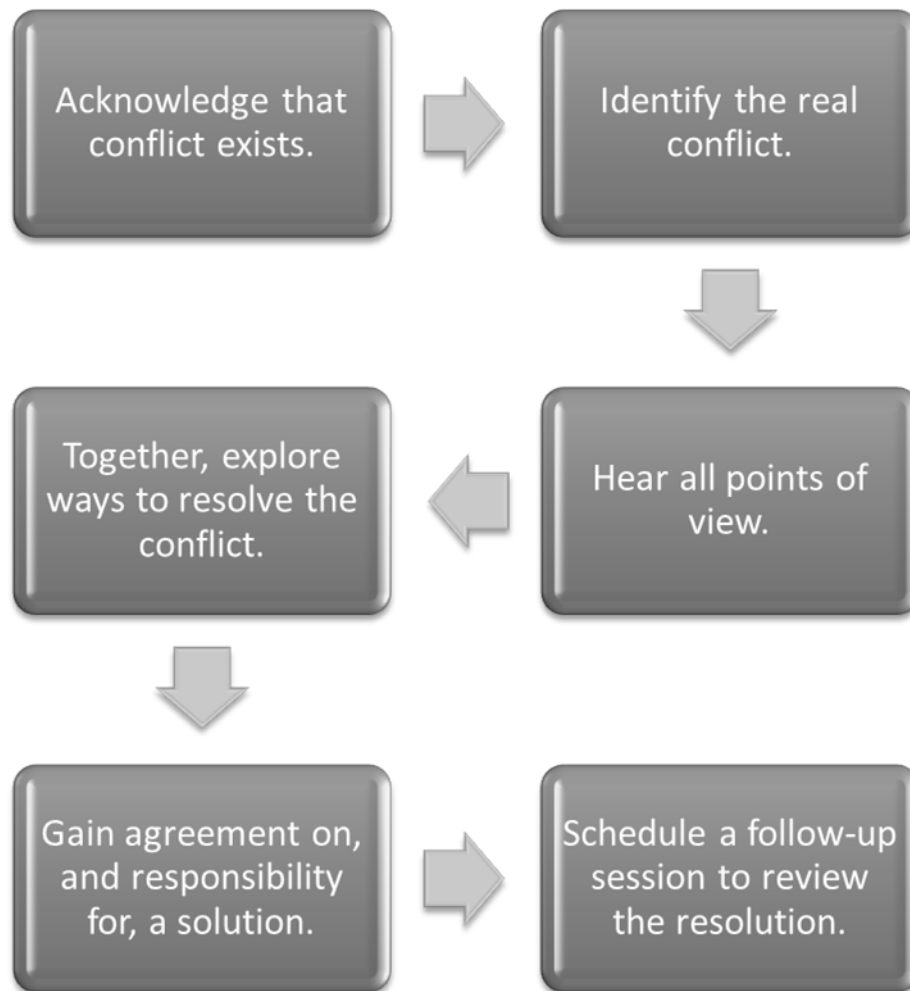 Acknowledge that
conflict exists.
Identify the real
conflict.
Hear all points of
view.
Together, explore
ways to resolve the
conflict.
Gain agreement on,
and responsibility
for, a solution.
Schedule a follow-up
session to review
the resolution.